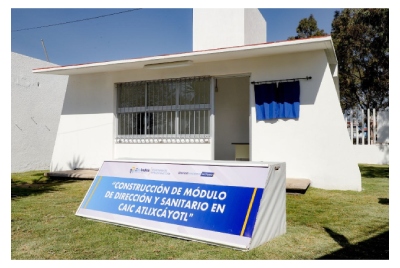 "CONSTRUCCIÓN DE MÓDULO
DE DIRECCIÓN Y SANITARIO EN
CAIC ATLIXCÁYOTL"